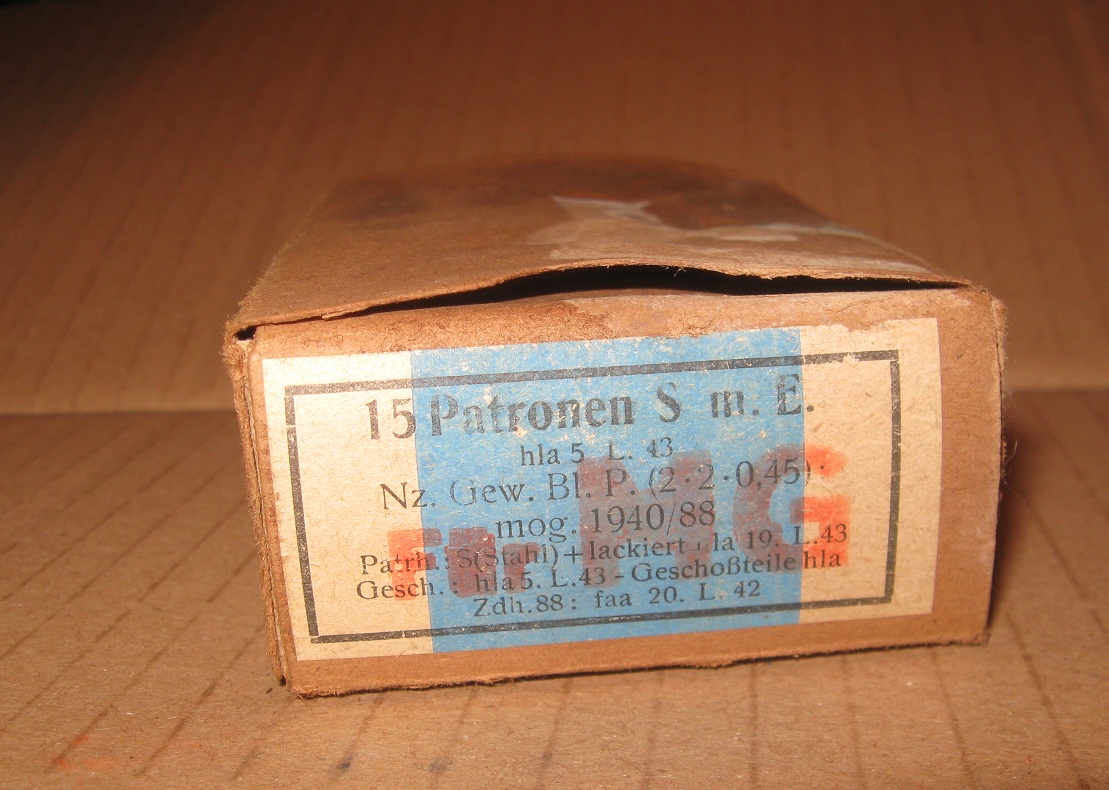 15 Patronen S m. E.
hla 5 L. 43
Nz. Gew. Bl. P. (2·2·0,45):
mog. 1940/88
Patrh.: S(Stahl)+lackiert la 19. L.43
Gesch.: hla 5. L.43 - Geschoßteile hla
Zdh.88: faa 20. L. 42
Für MG